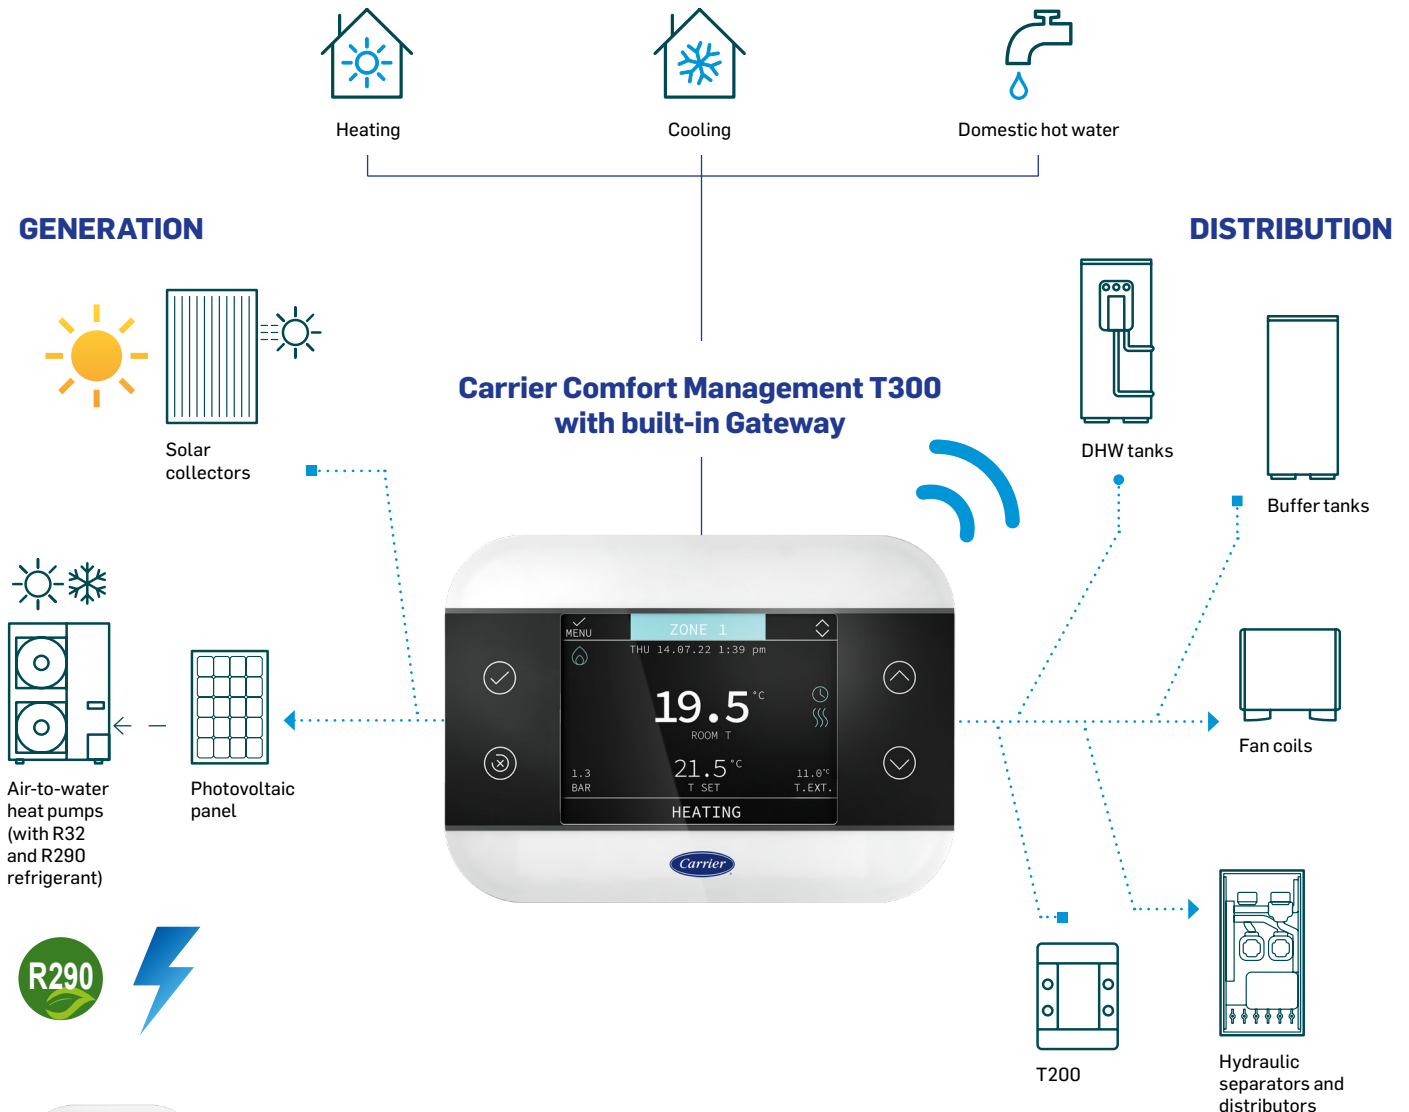 Heating
Cooling
Domestic hot water
GENERATION
DISTRIBUTION
Carrier Comfort Management T300
with built-in Gateway
Solar
collectors
DHW tanks
Buffer tanks
MENU
ZONE 1
THU 14.07.22 1:39 pm
19.5 °C
ROOM T
1.3
BAR
21.5 °C
T SET
11.0°C
T.EXT.
HEATING
Carrier
Fan coils
Air-to-water
heat pumps
(with R32
and R290
refrigerant)
Photovoltaic
panel
R290
T200
Hydraulic
separators and
distributors